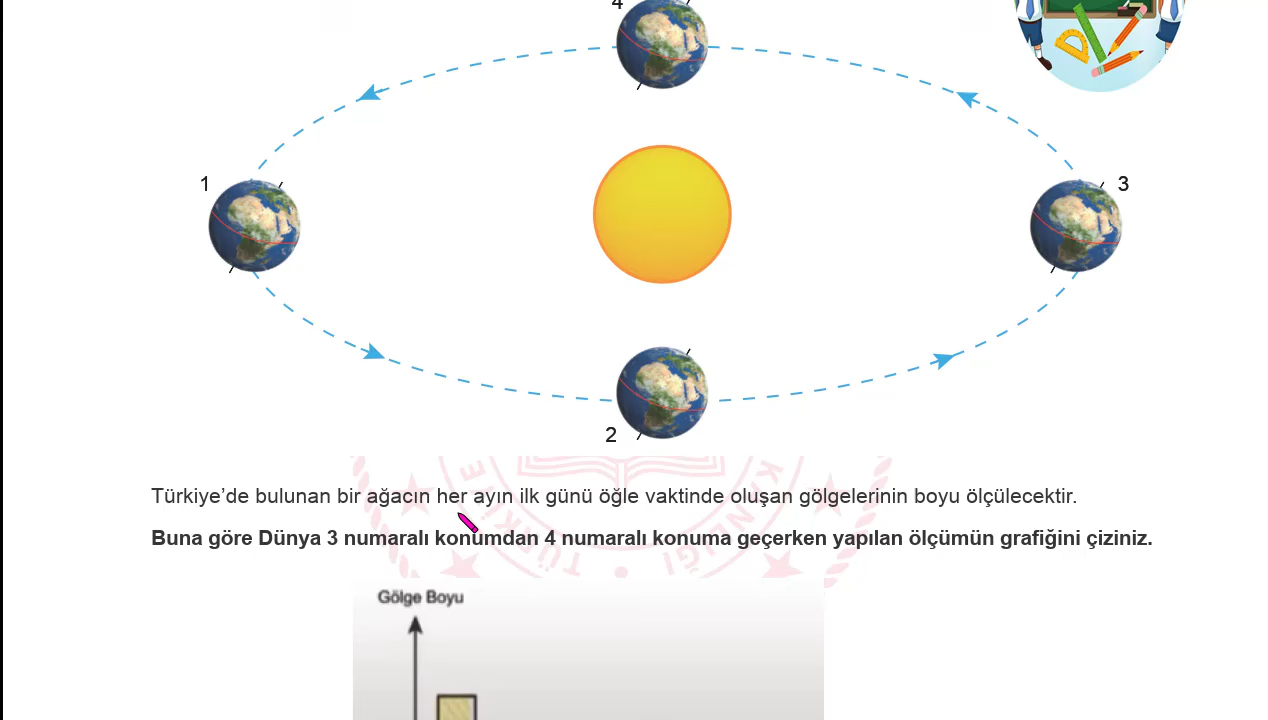 4
1
3
2
Türkiye'de bulunan bir ağacın her ayın ilk günü öğle vaktinde oluşan gölgelerinin boyu ölçülecektir.
Buna göre Dünya 3 numaralı konumdan 4 numaralı konuma geçerken yapılan ölçümün grafiğini çiziniz.
Gölge Boyu